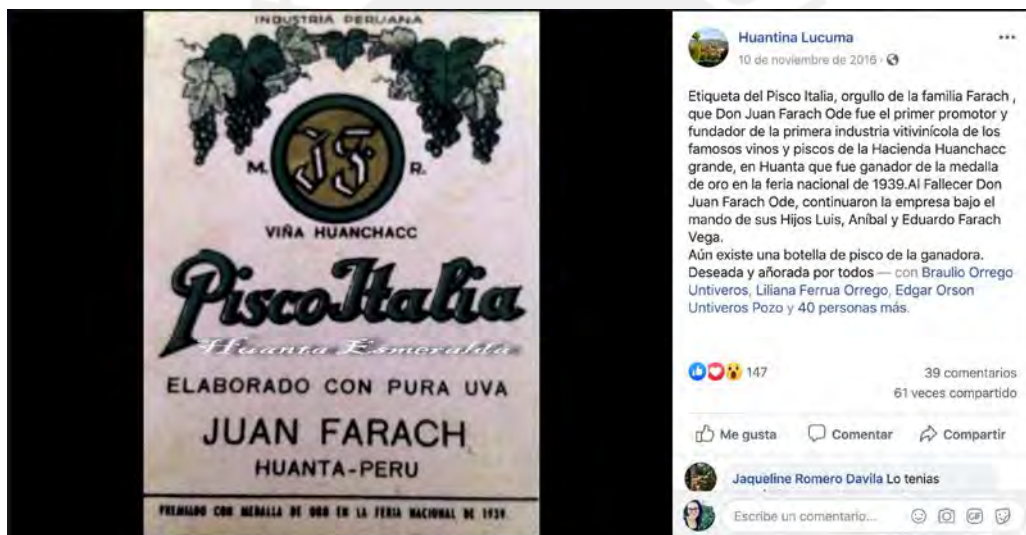 INDUSTRIA PERUANA
M. JF R.
VIÑA HUANCHACC
Pisco Italia
Huanta Esmeralda
ELABORADO CON PURA UVA
JUAN FARACH
HUANTA-PERU
PREMIADO CON MEDALLA DE ORO EN LA FERIA NACIONAL DE 1939
Huantina Lucuma
10 de noviembre de 2016 ·
Etiqueta del Pisco Italia, orgullo de la familia Farach ,
que Don Juan Farach Ode fue el primer promotor y
fundador de la primera industria vitivinícola de los
famosos vinos y piscos de la Hacienda Huanchacc
grande, en Huanta que fue ganador de la medalla
de oro en la feria nacional de 1939.Al Fallecer Don
Juan Farach Ode, continuaron la empresa bajo el
mando de sus Hijos Luis, Aníbal y Eduardo Farach
Vega.
Aún existe una botella de pisco de la ganadora.
Deseada y añorada por todos — con Braulio Orrego
Untiveros, Liliana Ferrua Orrego, Edgar Orson
Untiveros Pozo y 40 personas más.
147
39 comentarios
61 veces compartido
Me gusta Comentar Compartir
Jaqueline Romero Davila Lo tenias
Escribe un comentario... GIF